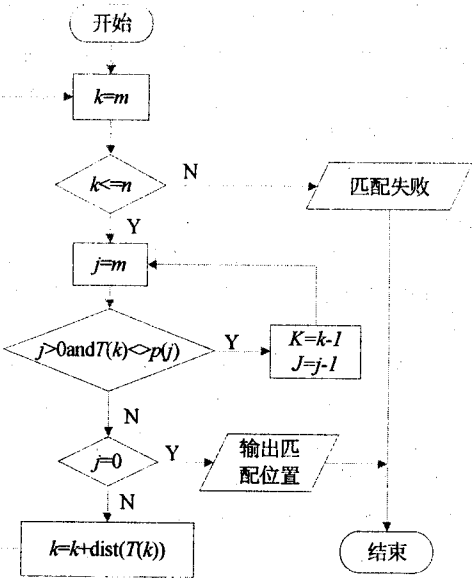 开始
k=m
k<=n
N
匹配失败
Y
j=m
j>0andT(k)<>p(j)
Y
K=k-1
J=j-1
N
j=0
Y
输出匹
配位置
N
k=k+dist(T(k))
结束